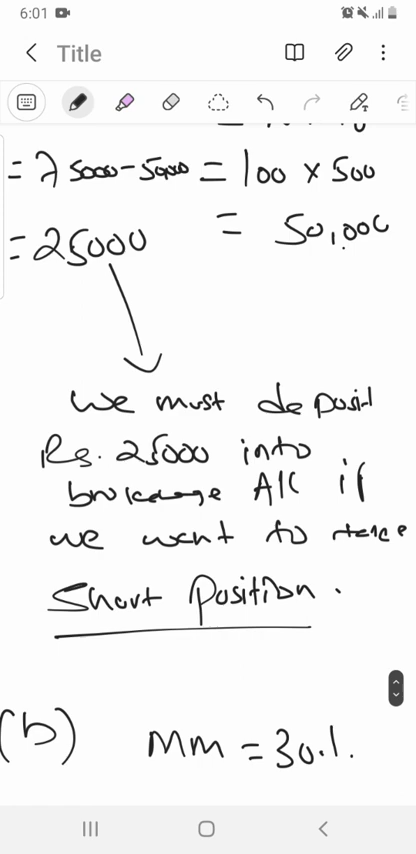 6:01
Title
= 75000-50000 = 100 x 500
= 25000
= 50,000
we must deposit
Rs. 25000 into
brokerage A/C if
we want to
Short Position.
(b) MM = 30%.